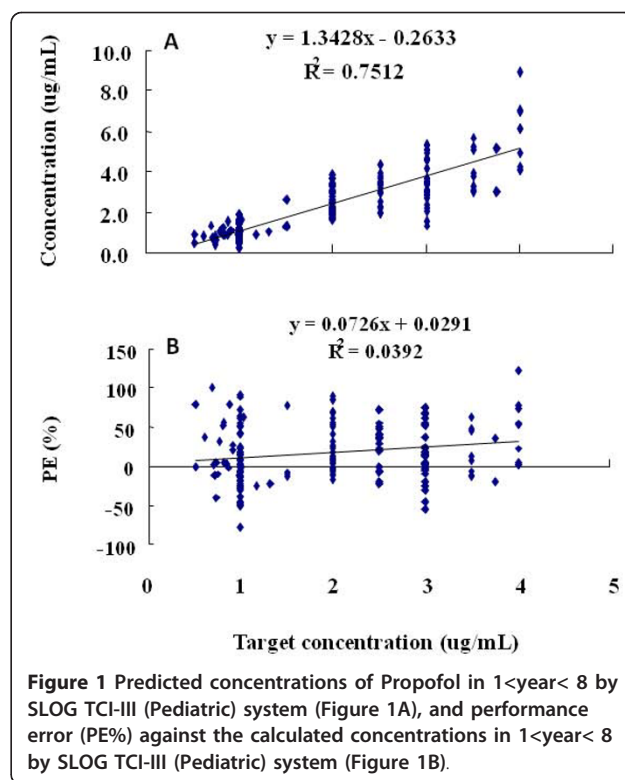 A
y = 1.3428x - 0.2633
R² = 0.7512
Cconcentration (ug/mL)
10.0
8.0
6.0
4.0
2.0
0.0
B
y = 0.0726x + 0.0291
R² = 0.0392
PE (%)
150
100
50
0
-50
-100
0 1 2 3 4 5
Target concentration (ug/mL)
Figure 1 Predicted concentrations of Propofol in 1<year< 8 by
SLOG TCI-III (Pediatric) system (Figure 1A), and performance
error (PE%) against the calculated concentrations in 1<year< 8
by SLOG TCI-III (Pediatric) system (Figure 1B).